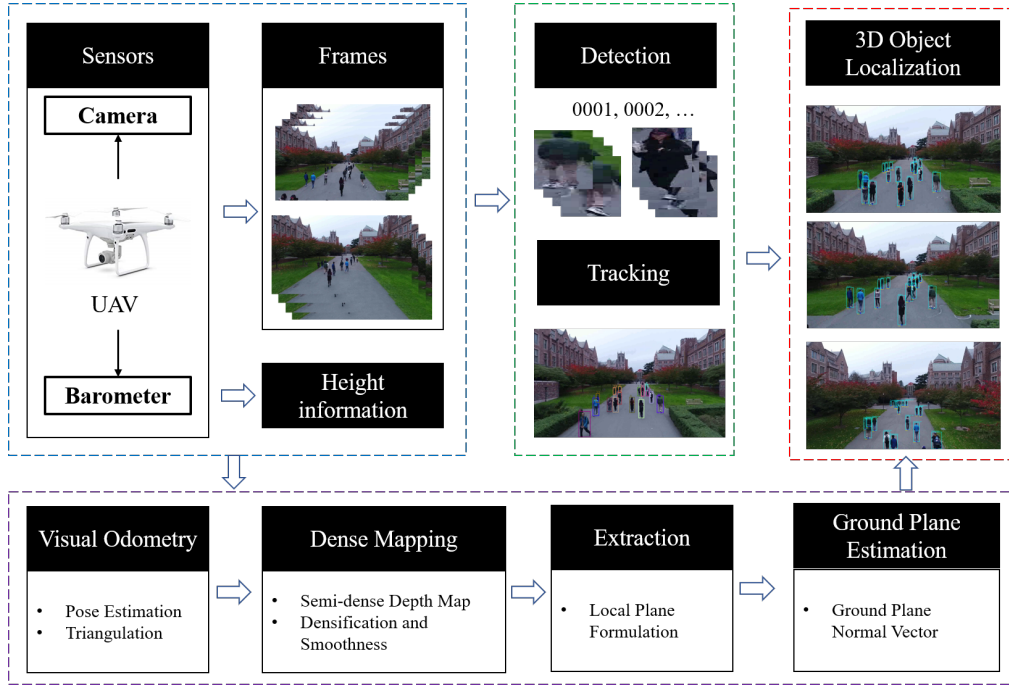 Sensors
Camera
UAV
Barometer
Frames
Height
information
Detection
0001, 0002, …
Tracking
3D Object
Localization
Visual Odometry
• Pose Estimation
• Triangulation
Dense Mapping
• Semi-dense Depth Map
• Densification and
Smoothness
Extraction
• Local Plane
Formulation
Ground Plane
Estimation
• Ground Plane
Normal Vector